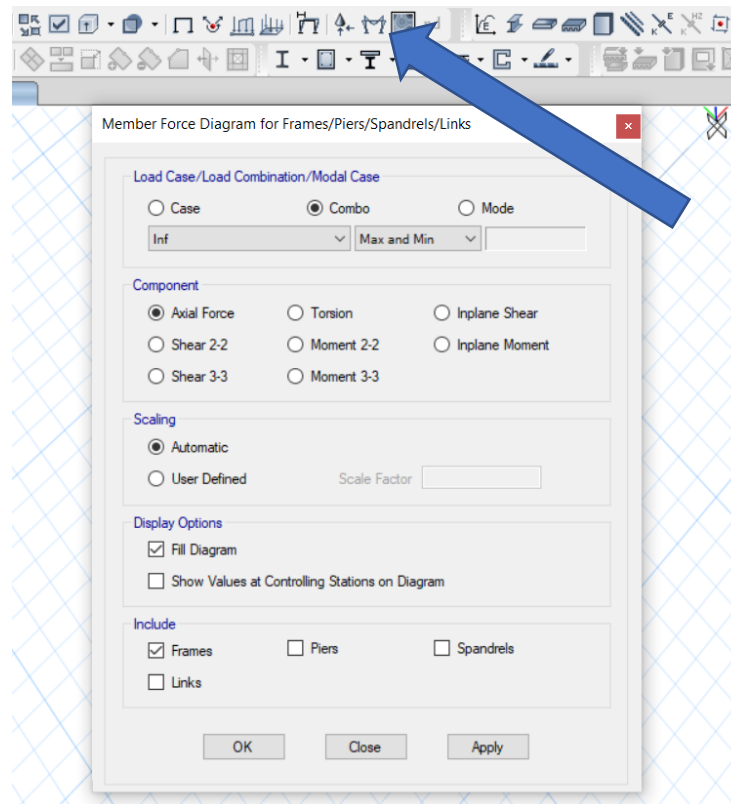 Member Force Diagram for Frames/Piers/Spandrels/Links
Load Case/Load Combination/Modal Case
Case Combo Mode
Inf Max and Min
Component
Axial Force Torsion Inplane Shear
Shear 2-2 Moment 2-2 Inplane Moment
Shear 3-3 Moment 3-3
Scaling
Automatic
User Defined Scale Factor
Display Options
Fill Diagram
Show Values at Controlling Stations on Diagram
Include
Frames Piers Spandrels
Links
OK Close Apply